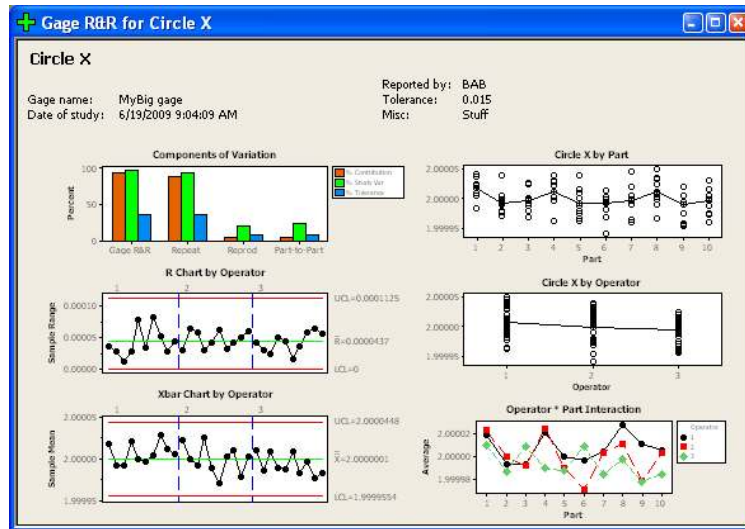 Gage R&R for Circle X
Circle X
Gage name: MyBig gage
Date of study: 6/19/2009 9:04:09 AM
Reported by: BAB
Tolerance: 0.015
Misc: Stuff
Components of Variation
Percent
100
50
0
Gage R&R Repeat Reprod Part-to-Part
% Contribution
% Study Var
% Tolerance
R Chart by Operator
1 2 3
Sample Range
0.00010
0.00005
0.00000
UCL=0.0001125
R=0.0000437
LCL=0
Xbar Chart by Operator
1 2 3
Sample Mean
2.00005
2.00000
1.99995
UCL=2.0000448
X=2.0000001
LCL=1.9999554
Circle X by Part
2.00005
2.00000
1.99995
1 2 3 4 5 6 7 8 9 10
Part
Circle X by Operator
2.00005
2.00000
1.99995
1 2 3
Operator
Operator * Part Interaction
Average
2.00002
2.00000
1.99998
1 2 3 4 5 6 7 8 9 10
Part
Operator
1
2
3